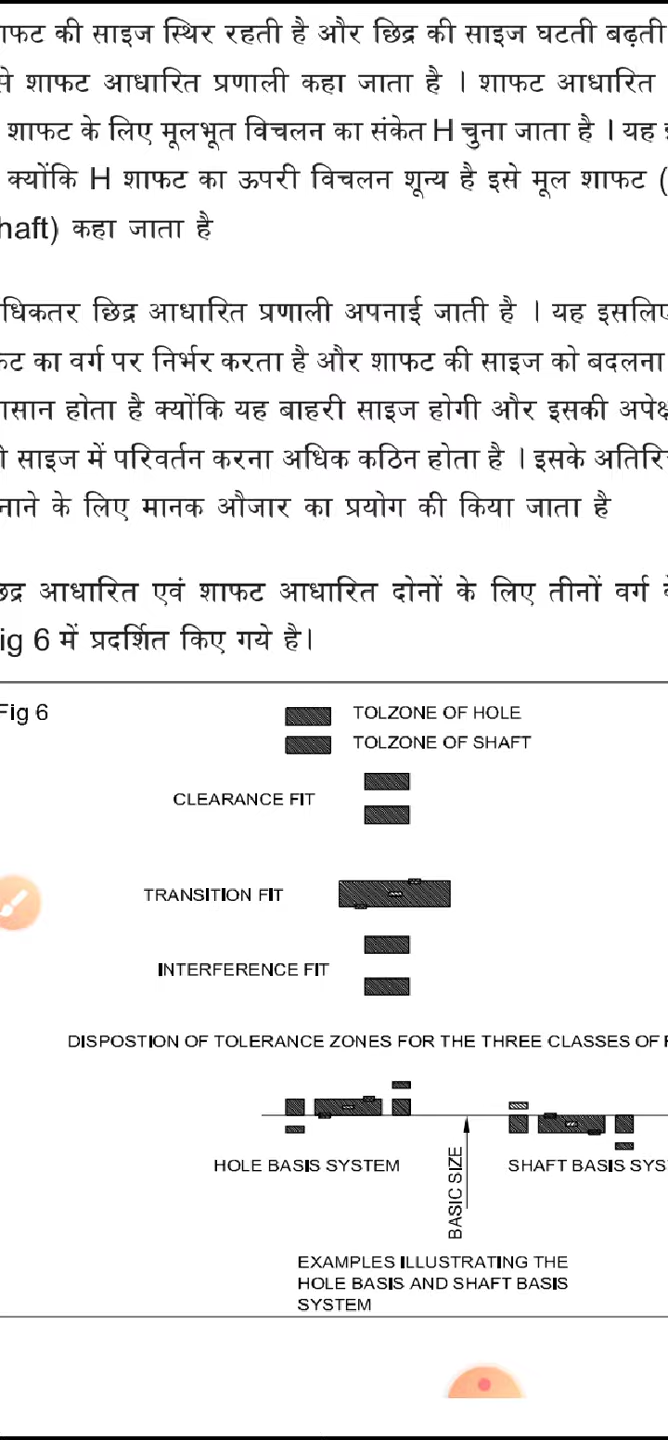 की साइज स्थिर रहती है और छिद्र की साइज घटती बढ़ती
शाफट आधारित प्रणाली कहा जाता है । शाफट आधारित
शाफट के लिए मूलभूत विचलन का संकेत H चुना जाता है । यह
क्योंकि H शाफट का ऊपरी विचलन शून्य है इसे मूल शाफट (
haft) कहा जाता है
धिकतर छिद्र आधारित प्रणाली अपनाई जाती है । यह इसलिए
का वर्ग पर निर्भर करता है और शाफट की साइज को बदलना
सान होता है क्योंकि यह बाहरी साइज होगी और इसकी
साइज में परिवर्तन करना अधिक कठिन होता है । इसके
नाने के लिए मानक औजार का प्रयोग की किया जाता है
आधारित एवं शाफट आधारित दोनों के लिए तीनों वर्ग
ig 6 में प्रदर्शित किए गये है।
Fig 6
TOLZONE OF HOLE
TOLZONE OF SHAFT
CLEARANCE FIT
TRANSITION FIT
INTERFERENCE FIT
DISPOSTION OF TOLERANCE ZONES FOR THE THREE CLASSES OF
HOLE BASIS SYSTEM
BASIC SIZE
SHAFT BASIS SYS
EXAMPLES ILLUSTRATING THE
HOLE BASIS AND SHAFT BASIS
SYSTEM